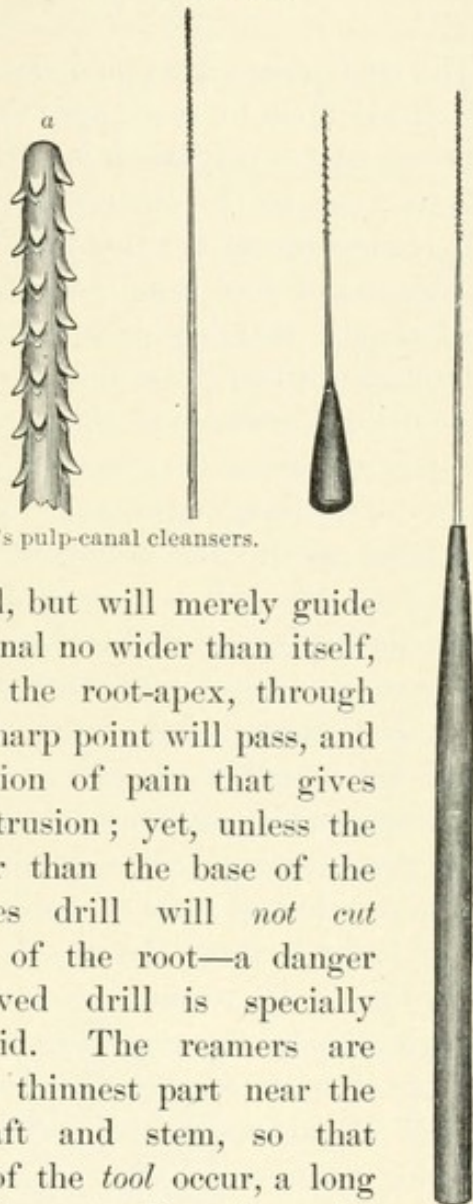 a
's pulp-canal cleansers.
, but will merely guide
nal no wider than itself,
the root-apex, through
harp point will pass, and
ion of pain that gives
trusion ; yet, unless the
r than the base of the
es drill will not cut
of the root—a danger
ved drill is specially
id. The reamers are
thinnest part near the
aft and stem, so that
of the tool occur, a long